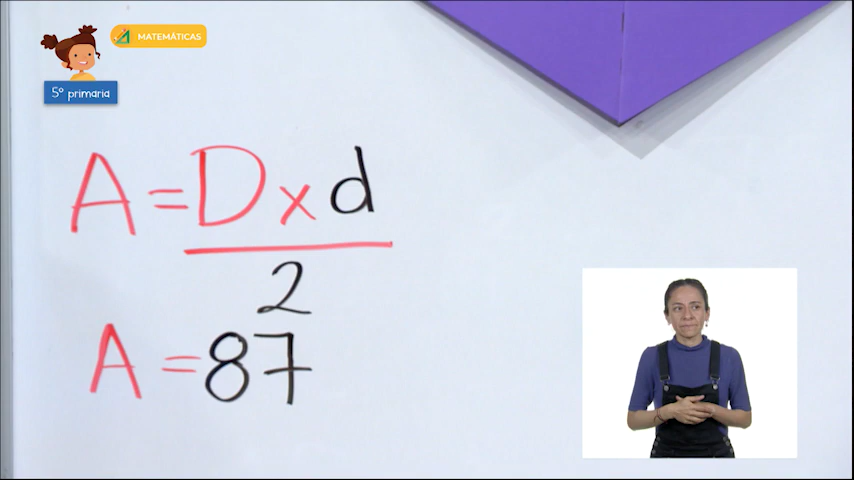 MATEMÁTICAS
5º primaria
A = D x d
2
A = 87